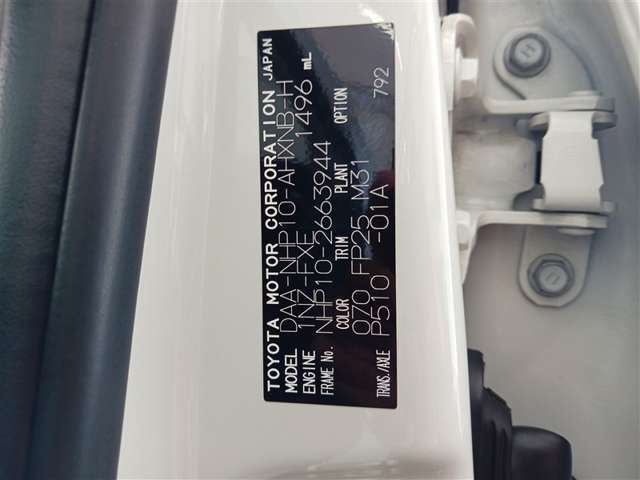 TOYOTA MOTOR CORPORATION JAPAN
MODEL DAA-NHP10-AHXNB-H
ENGINE 1NZ-FXE 1496 mL
FRAME No. NHP10-2663944
COLOR TRIM PLANT OPTION
070 FP25 M31 792
TRANS./AXLE P510 -01A